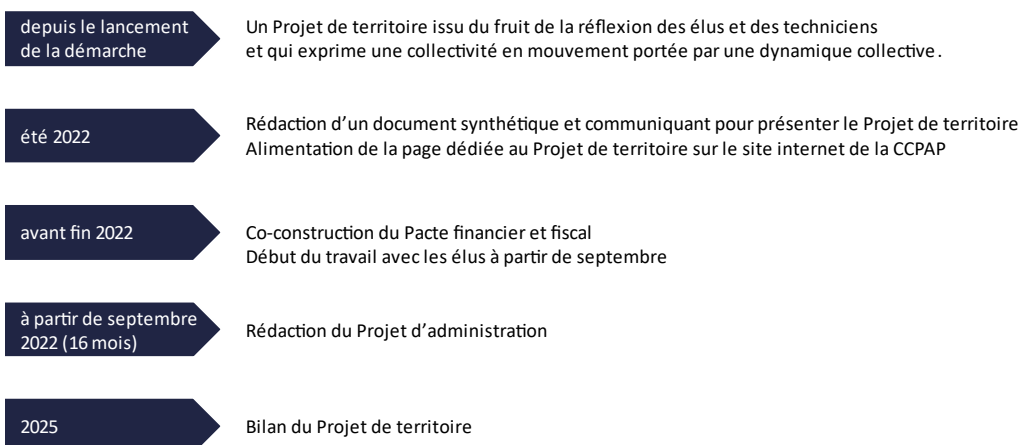 depuis le lancement
de la démarche
Un Projet de territoire issu du fruit de la réflexion des élus et des techniciens
et qui exprime une collectivité en mouvement portée par une dynamique collective.
été 2022
Rédaction d'un document synthétique et communiquant pour présenter le Projet de territoire
Alimentation de la page dédiée au Projet de territoire sur le site internet de la CCPAP
avant fin 2022
Co-construction du Pacte financier et fiscal
Début du travail avec les élus à partir de septembre
à partir de septembre
2022 (16 mois)
Rédaction du Projet d'administration
2025
Bilan du Projet de territoire